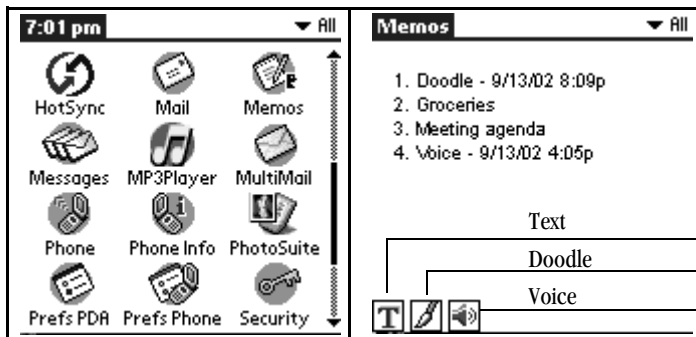 7:01 pm
All
HotSync Mail Memos
Messages MP3Player MultiMail
Phone Phone Info PhotoSuite
Prefs PDA Prefs Phone Security
Memos
All
1. Doodle - 9/13/02 8:09p
2. Groceries
3. Meeting agenda
4. Voice - 9/13/02 4:05p
Text
Doodle
Voice
T